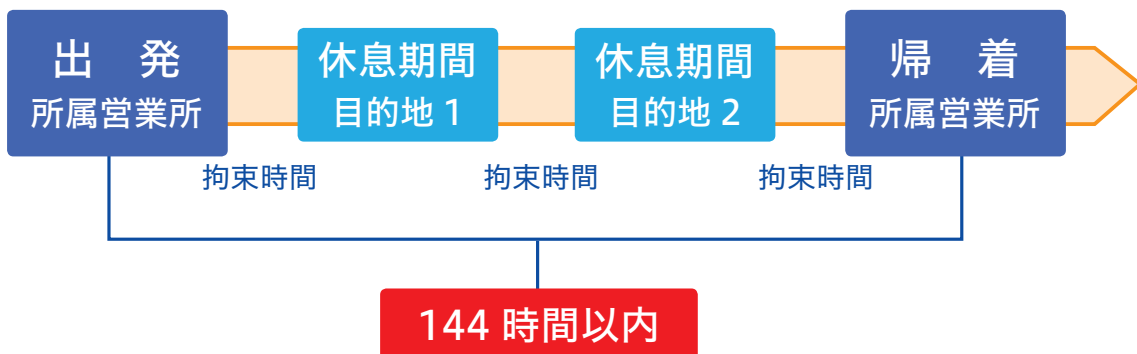 出　発
所属営業所
休息期間
目的地 1
休息期間
目的地 2
帰　着
所属営業所
拘束時間
拘束時間
拘束時間
144 時間以内